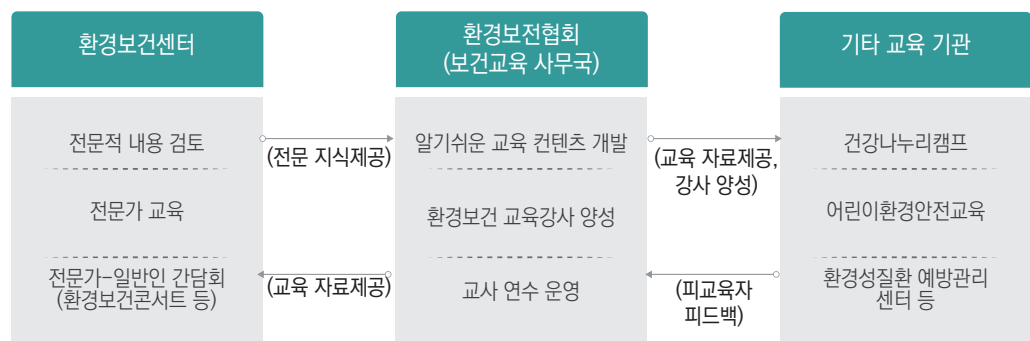 환경보건센터
전문적 내용 검토
전문가 교육
전문가-일반인 간담회
(환경보건콘서트 등)
(전문 지식제공)
(교육 자료제공)
환경보전협회
(보건교육 사무국)
알기쉬운 교육 컨텐츠 개발
환경보건 교육강사 양성
교사 연수 운영
(교육 자료제공,
강사 양성)
(피교육자
피드백)
기타 교육 기관
건강나누리캠프
어린이환경안전교육
환경성질환 예방관리
센터 등